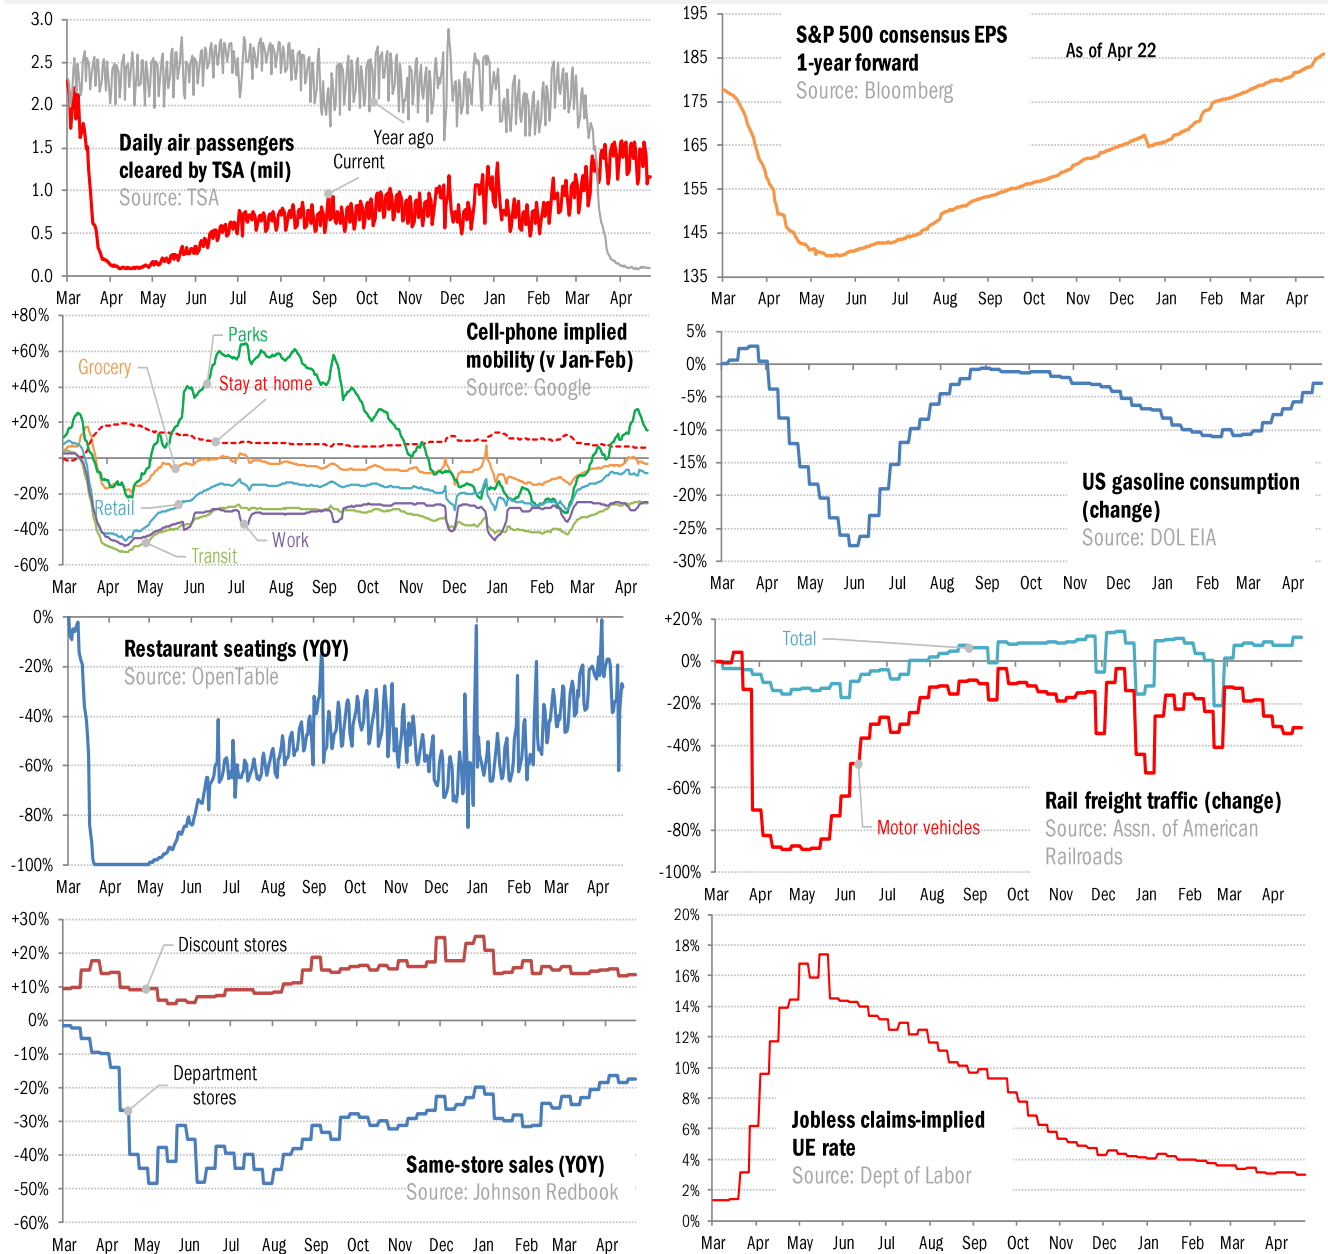 3.0
2.5
2.0
1.5
1.0
0.5
0.0
Daily air passengers
cleared by TSA (mil)
Source: TSA
Year ago
Current
Mar Apr May Jun Jul Aug Sep Oct Nov Dec Jan Feb Mar Apr
195
185
175
165
155
145
135
S&P 500 consensus EPS
1-year forward
Source: Bloomberg
As of Apr 22
Mar Apr May Jun Jul Aug Sep Oct Nov Dec Jan Feb Mar Apr
+80%
+60%
+40%
+20%
-20%
-40%
-60%
Cell-phone implied
mobility (v Jan-Feb)
Source: Google
Parks
Grocery
Stay at home
Retail
Work
Transit
Mar Apr May Jun Jul Aug Sep Oct Nov Dec Jan Feb Mar Apr
5%
0%
-5%
-10%
-15%
-20%
-25%
-30%
US gasoline consumption
(change)
Source: DOL EIA
Mar Apr May Jun Jul Aug Sep Oct Nov Dec Jan Feb Mar Apr
0%
-20%
-40%
-60%
-80%
-100%
Restaurant seatings (YOY)
Source: OpenTable
Mar Apr May Jun Jul Aug Sep Oct Nov Dec Jan Feb Mar Apr
+20%
0%
-20%
-40%
-60%
-80%
-100%
Total
Motor vehicles
Rail freight traffic (change)
Source: Assn. of American
Railroads
Mar Apr May Jun Jul Aug Sep Oct Nov Dec Jan Feb Mar Apr
+30%
+20%
+10%
0%
-10%
-20%
-30%
-40%
-50%
-60%
Discount stores
Department
stores
Same-store sales (YOY)
Source: Johnson Redbook
Mar Apr May Jun Jul Aug Sep Oct Nov Dec Jan Feb Mar Apr
20%
18%
16%
14%
12%
10%
8%
6%
4%
2%
0%
Jobless claims-implied
UE rate
Source: Dept of Labor
Mar Apr May Jun Jul Aug Sep Oct Nov Dec Jan Feb Mar Apr